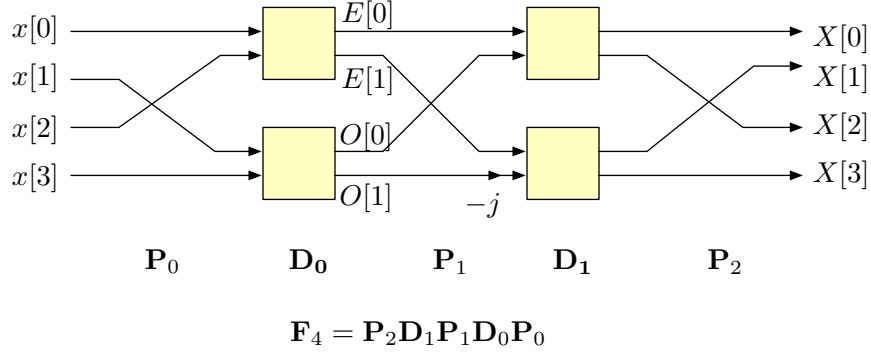 x[0]
E[0]
X[0]
x[1]
E[1]
X[1]
x[2]
O[0]
X[2]
x[3]
O[1]
−j
X[3]
P₀ D₀ P₁ D₁ P₂
F₄ = P₂D₁P₁D₀P₀